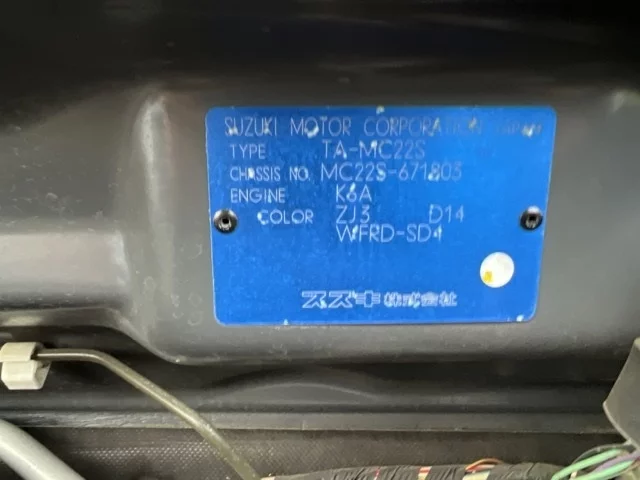 SUZUKI MOTOR CORPORATION JAPAN
TYPE TA-MC22S
CHASSIS NO. MC22S-671803
ENGINE K6A
COLOR ZJ3 D14
WFRD-SD4
スズキ株式会社